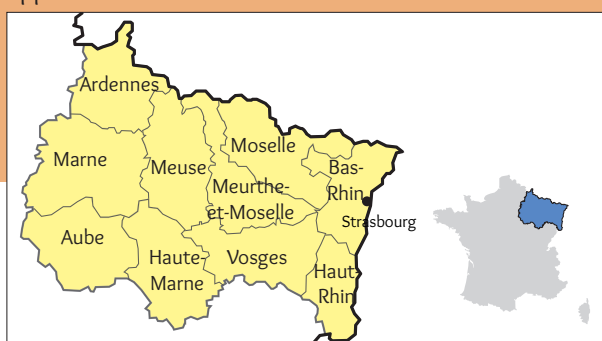 Ardennes
Marne
Meuse
Moselle
Meurthe-
et-Moselle
Bas-
Rhin
Strasbourg
Aube
Haute-
Marne
Vosges
Haut-
Rhin